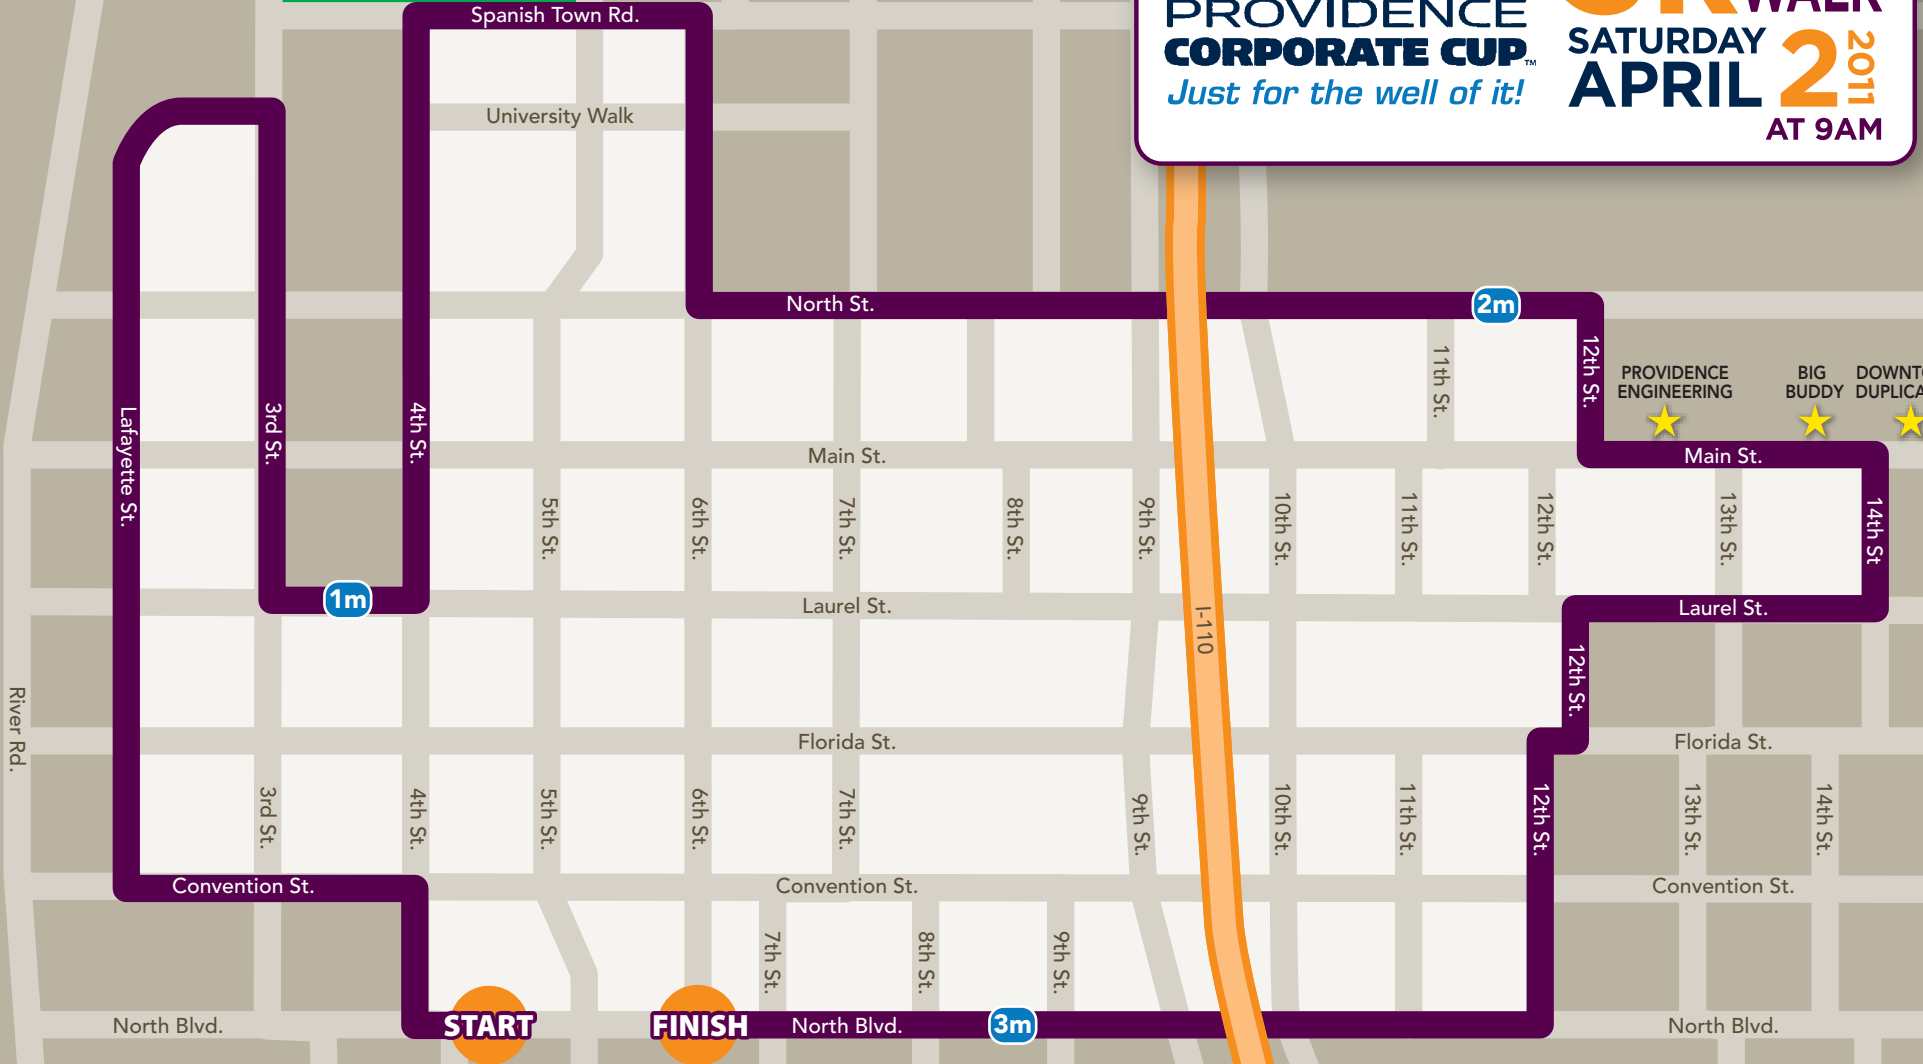 Spanish Town Rd.
PROVIDENCE
CORPORATE CUP™
Just for the well of it!
WALK
SATURDAY
APRIL 2
2011
AT 9AM
University Walk
North St.
2m
12th St.
11th St.
PROVIDENCE
ENGINEERING
BIG
BUDDY
Lafayette St.
3rd St.
4th St.
Main St.
Main St.
5th St.
6th St.
7th St.
8th St.
9th St.
10th St.
11th St.
12th St.
13th St.
14th St
1m
Laurel St.
Laurel St.
I-110
12th St.
River Rd.
Florida St.
Florida St.
3rd St.
4th St.
5th St.
6th St.
7th St.
9th St.
10th St.
11th St.
12th St.
13th St.
14th St.
Convention St.
Convention St.
Convention St.
7th St.
8th St.
9th St.
North Blvd.
START
FINISH
North Blvd.
3m
North Blvd.